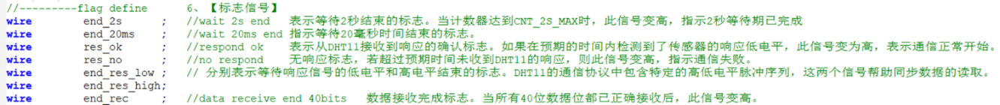 //---------flag define 6、【标志信号】
wire end_2s ; //wait 2s end 表示等待2秒结束的标志。当计数器达到CNT_2S_MAX时，此信号变高，指示2秒等待期已完成
wire end_20ms ; //wait 20ms end 指示等待20毫秒时间结束的标志。
wire res_ok ; //respond ok 表示从DHT11接收到响应的确认标志。如果在预期的时间内检测到了传感器的响应低电平，此信号变为高，表示通信正常开始。
wire res_no ; //no respond 无响应标志，若超过预期时间未收到DHT11的响应，则此信号变高，指示通信失败。
wire end_res_low ; // 分别表示等待响应信号的低电平和高电平结束的标志。DHT11的通信协议中包含特定的高低电平脉冲序列，这两个信号帮助同步数据的读取。
wire end_res_high;
wire end_rec ; //data receive end 40bits 数据接收完成标志。当所有40位数据位都已正确接收后，此信号变高。